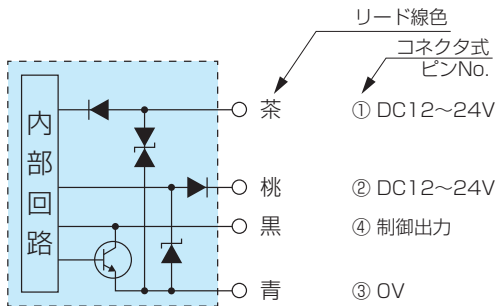 リード線色
コネクタ式
ピンNo.
内部回路
茶 ① DC12～24V
桃 ② DC12～24V
黒 ④ 制御出力
青 ③ 0V